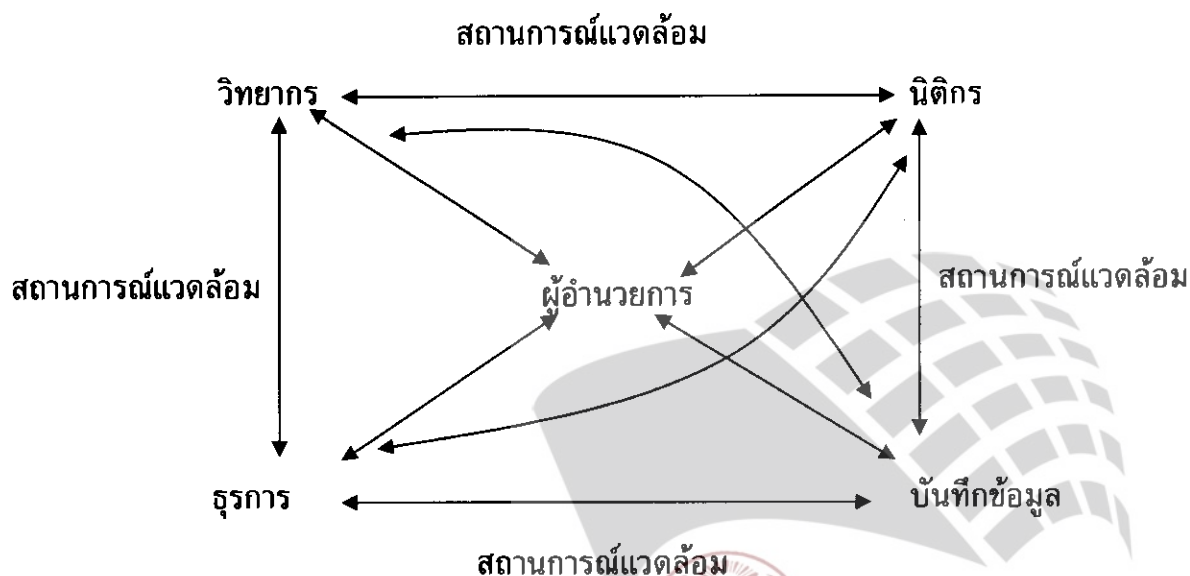 สถานการณ์แวดล้อม
วิทยากร
นิติกร
สถานการณ์แวดล้อม
ผู้อำนวยการ
สถานการณ์แวดล้อม
ธุรการ
บันทึกข้อมูล
สถานการณ์แวดล้อม